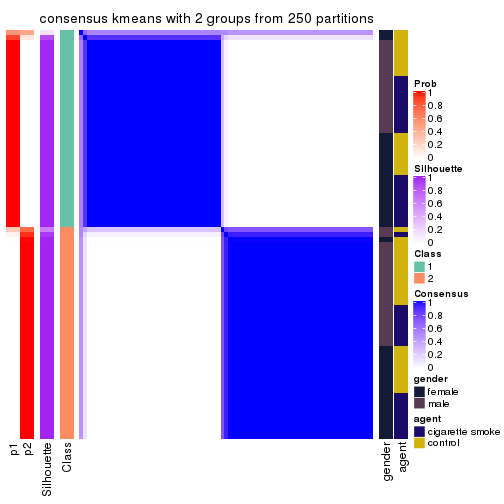 consensus kmeans with 2 groups from 250 partitions
Prob
1
0.8
0.6
0.4
0.2
0
Silhouette
1
0.8
0.6
0.4
0.2
0
Class
1
2
Consensus
1
0.8
0.6
0.4
0.2
0
gender
female
male
agent
cigarette smoke
control
p1
p2
Silhouette
Class
gender
agent